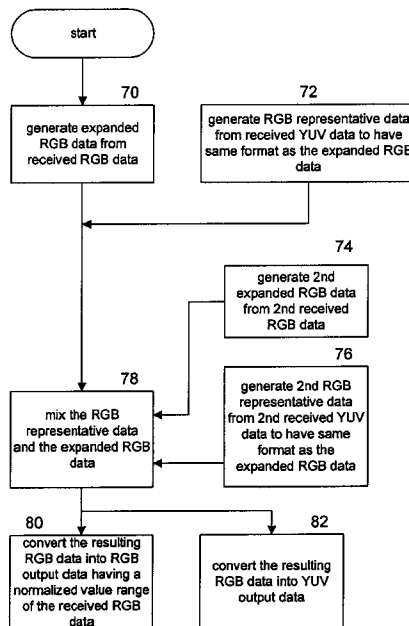 start
70
generate expanded
RGB data from
received RGB data
72
generate RGB representative data
from received YUV data to have
same format as the expanded RGB
data
74
generate 2nd
expanded RGB data
from 2nd received
RGB data
76
generate 2nd RGB
representative data
from 2nd received YUV
data to have same
format as the
expanded RGB data
78
mix the RGB
representative data
and the expanded RGB
data
80
convert the resulting
RGB data into RGB
output data having a
normalized value range
of the received RGB
data
82
convert the resulting
RGB data into YUV
output data